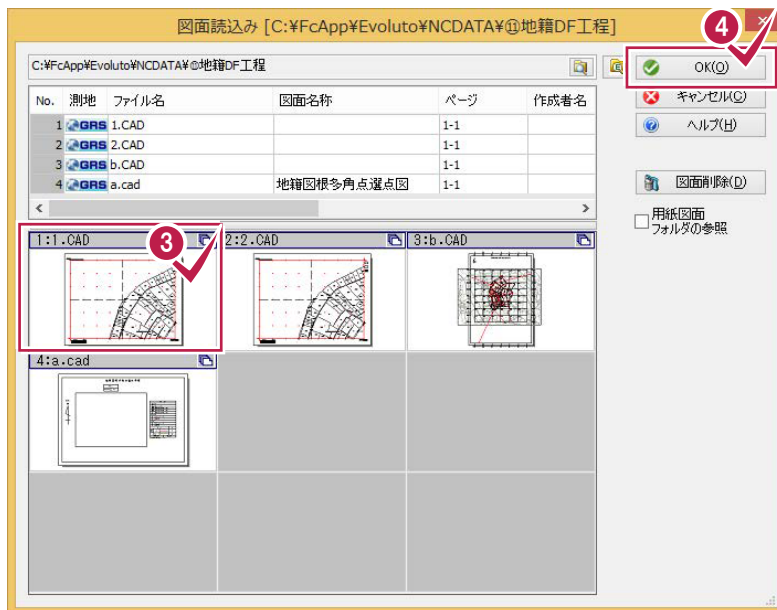 図面読込み [C:¥FcApp¥Evoluto¥NCDATA¥⑪地籍DF工程]
4
C:¥FcApp¥Evoluto¥NCDATA¥⑪地籍DF工程
OK(O)
No. 測地 ファイル名 図面名称 ページ 作成者名
キャンセル(C)
1 GRS 1.CAD 1-1
ヘルプ(H)
2 GRS 2.CAD 1-1
3 GRS b.CAD 1-1
4 GRS a.cad 地籍図根多角点選点図 1-1
図面削除(D)
用紙図面
フォルダの参照
1:1.CAD
3
2:2.CAD
3:b.CAD
4:a.cad